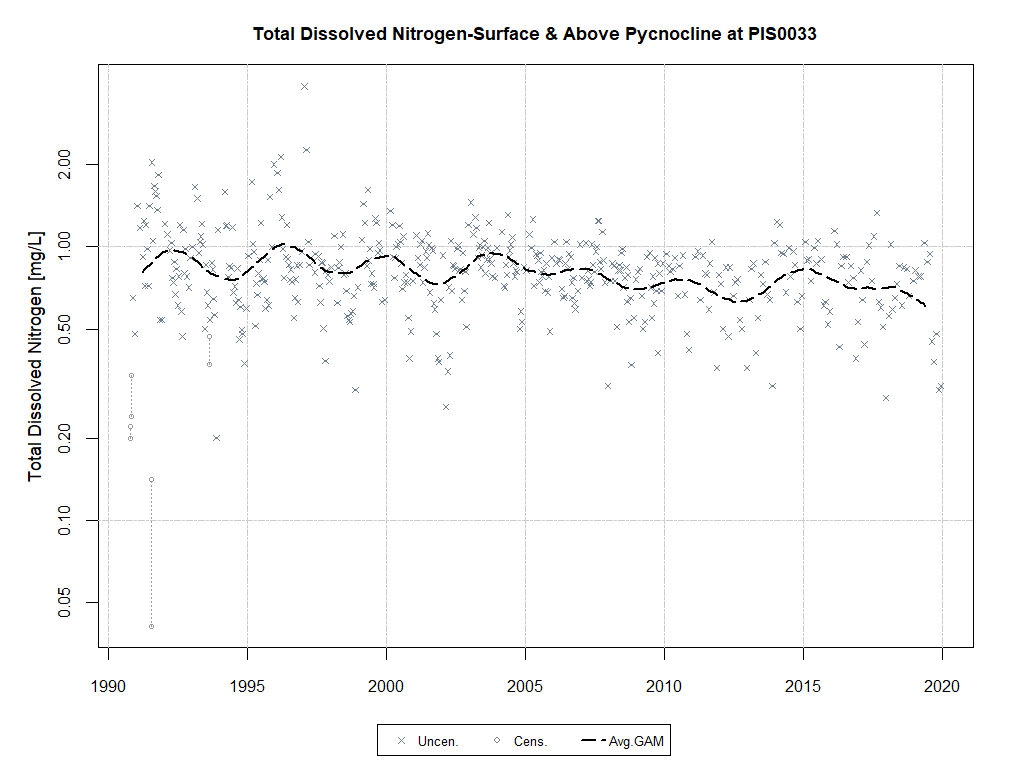 Total Dissolved Nitrogen-Surface & Above Pycnocline at PIS0033
Total Dissolved Nitrogen [mg/L]
2.00
1.00
0.50
0.20
0.10
0.05
1990 1995 2000 2005 2010 2015 2020
Uncen. Cens. Avg.GAM